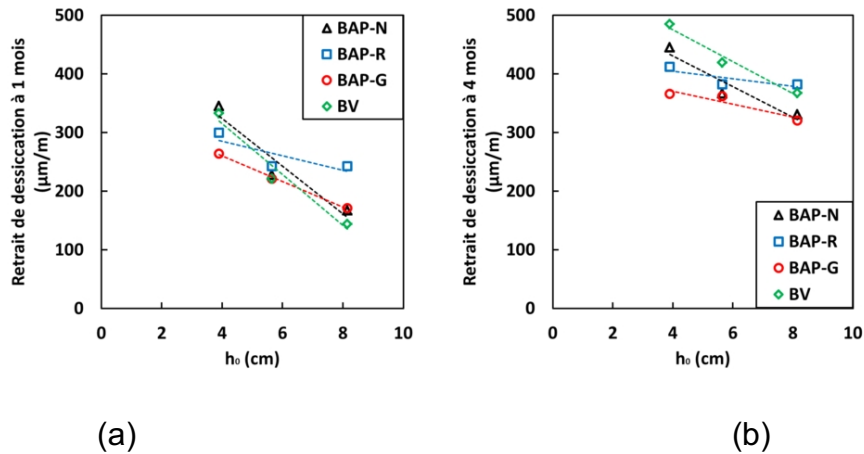 500
400
300
200
100
0
Retrait de dessiccation à 1 mois
(µm/m)
BAP-N
BAP-R
BAP-G
BV
0 2 4 6 8 10
h₀ (cm)
(a)
500
400
300
200
100
0
Retrait de dessiccation à 4 mois
(µm/m)
BAP-N
BAP-R
BAP-G
BV
0 2 4 6 8 10
h₀ (cm)
(b)